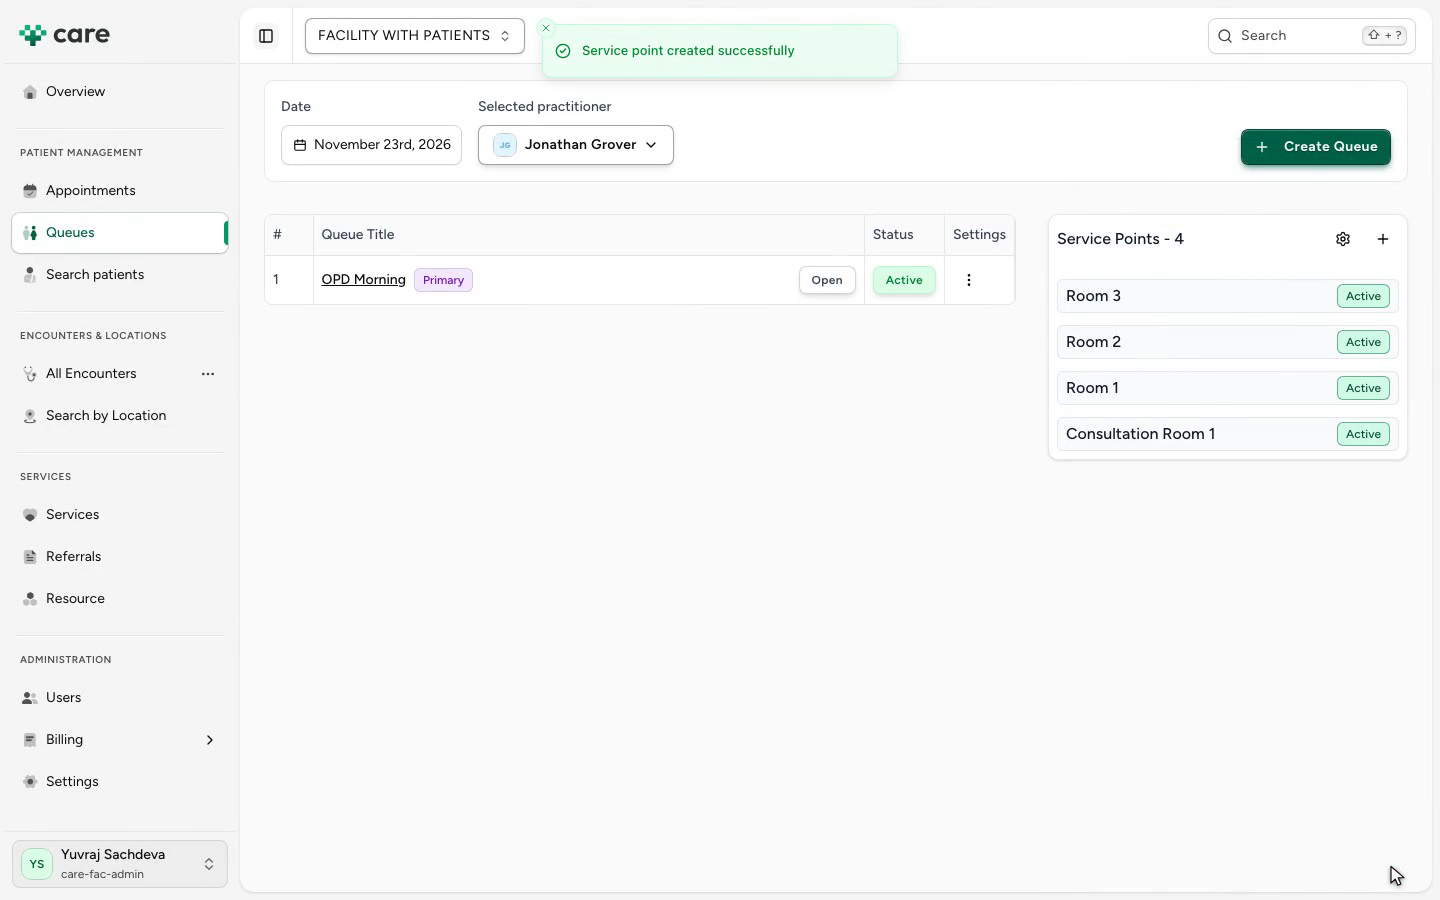 care
FACILITY WITH PATIENTS
Service point created successfully
Search
+ ?
Overview
PATIENT MANAGEMENT
Appointments
Queues
Search patients
ENCOUNTERS & LOCATIONS
All Encounters
Search by Location
SERVICES
Services
Referrals
Resource
ADMINISTRATION
Users
Billing
Settings
YS
Yuvraj Sachdeva
care-fac-admin
Date
Selected practitioner
November 23rd, 2026
JG
Jonathan Grover
Create Queue
# Queue Title Status Settings
1 OPD Morning Primary Open Active
Service Points - 4
Room 3 Active
Room 2 Active
Room 1 Active
Consultation Room 1 Active